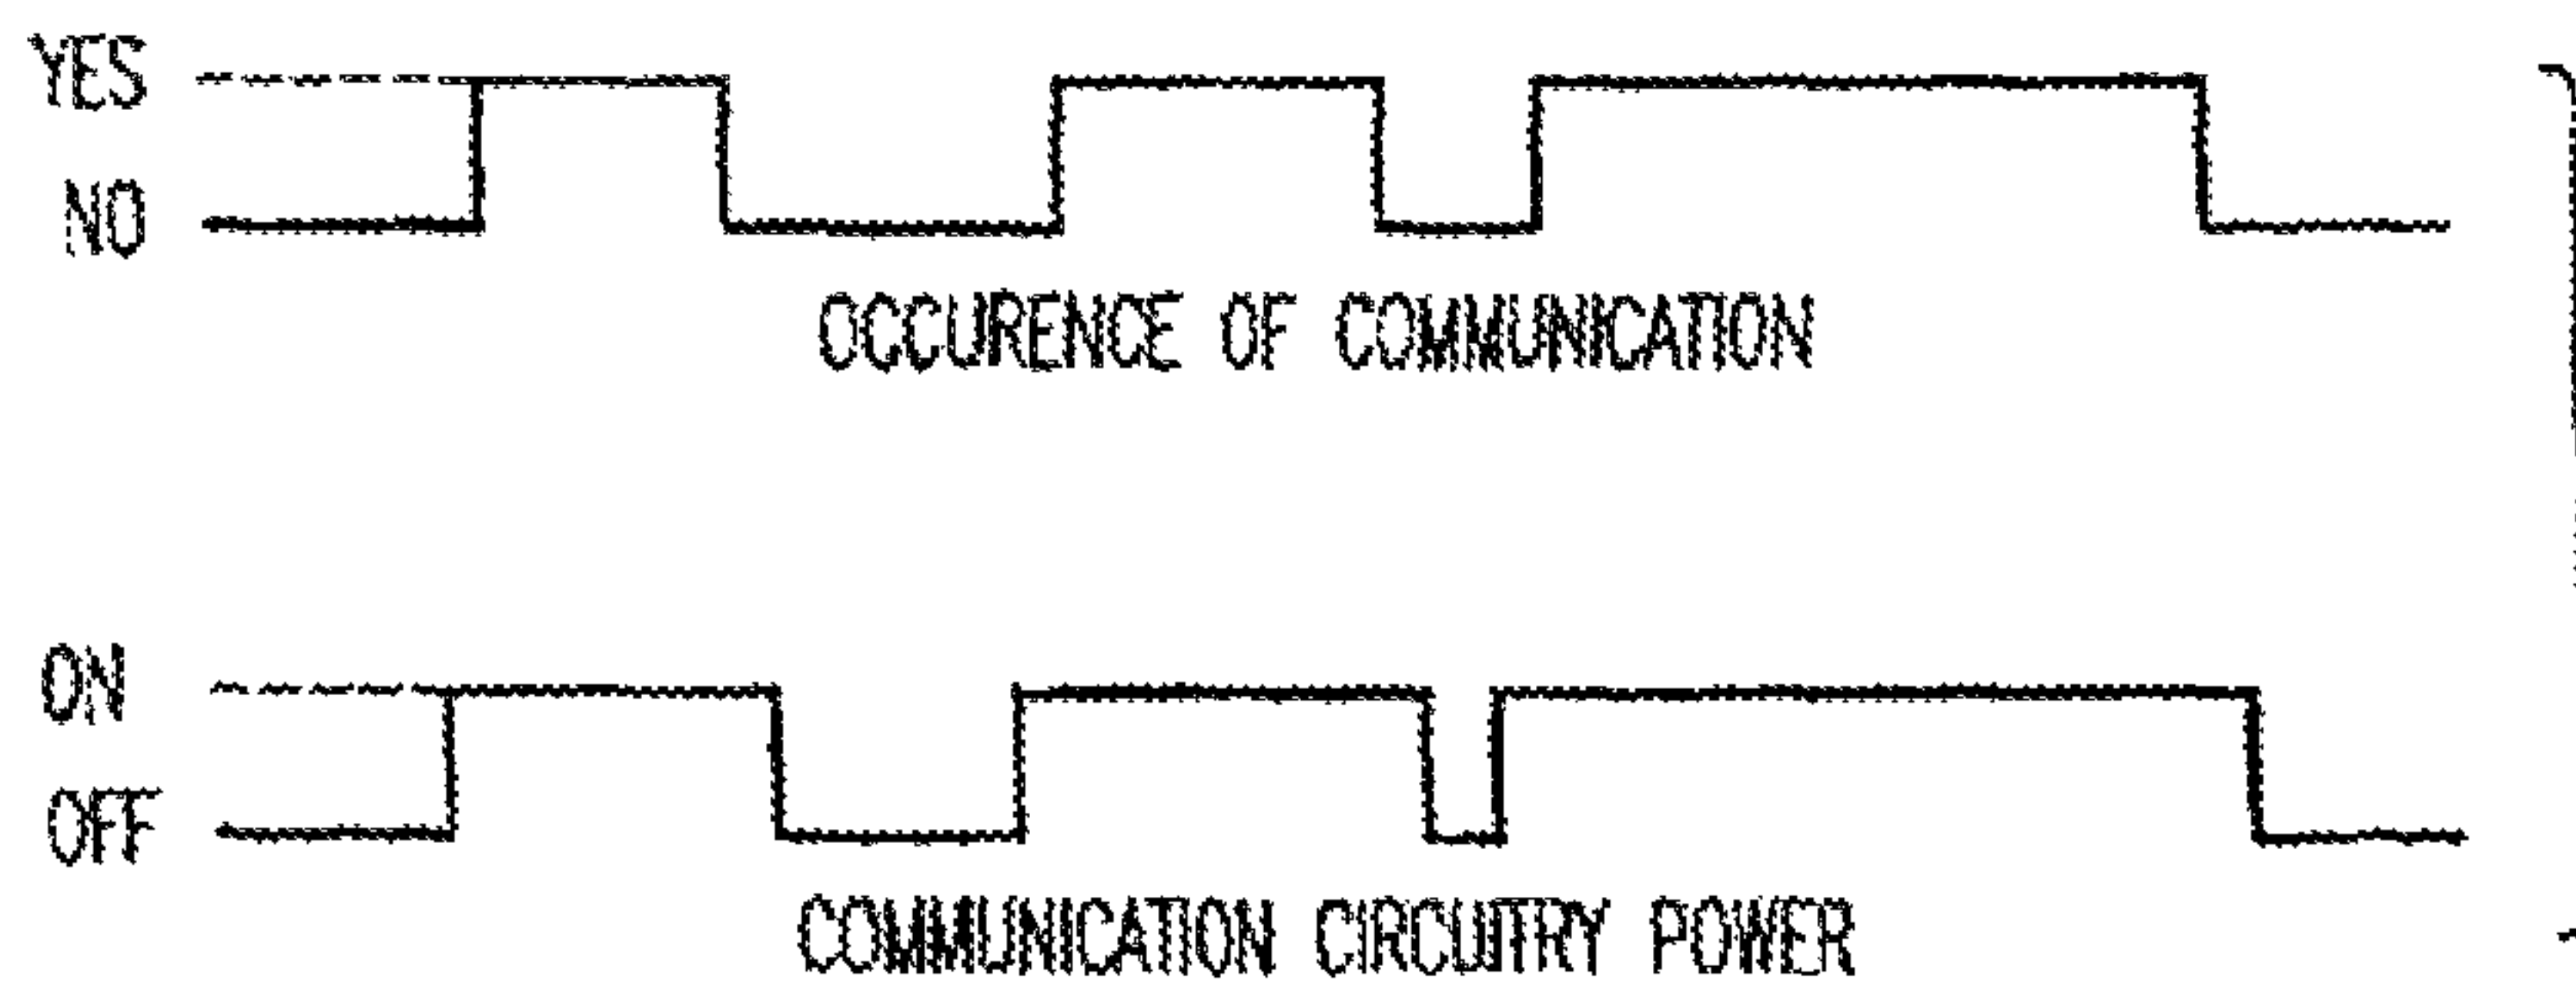 YES
NO
OCCURENCE OF COMMUNICATION
ON
OFF
COMMUNICATION CIRCUITRY POWER